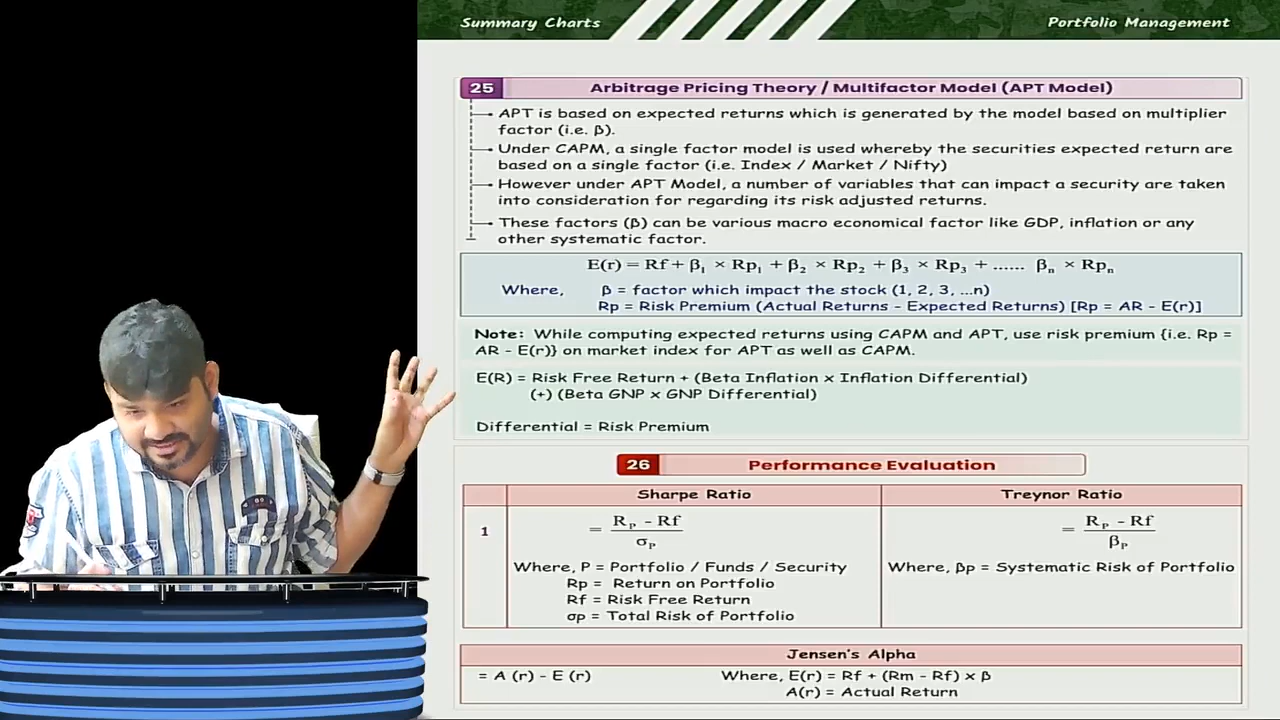 Summary Charts
Portfolio Management
25
Arbitrage Pricing Theory / Multifactor Model (APT Model)
APT is based on expected returns which is generated by the model based on multiplier
factor (i.e. β).
Under CAPM, a single factor model is used whereby the securities expected return are
based on a single factor (i.e. Index / Market / Nifty)
However under APT Model, a number of variables that can impact a security are taken
into consideration for regarding its risk adjusted returns.
These factors (β) can be various macro economical factor like GDP, inflation or any
other systematic factor.
E(r) = Rf + β₁ × Rp₁ + β₂ × Rp₂ + β₃ × Rp₃ + ...... βₙ × Rpₙ
Where, β = factor which impact the stock (1, 2, 3, ...n)
Rp = Risk Premium (Actual Returns - Expected Returns) [Rp = AR - E(r)]
Note: While computing expected returns using CAPM and APT, use risk premium {i.e. Rp =
AR - E(r)} on market index for APT as well as CAPM.
E(R) = Risk Free Return + (Beta Inflation x Inflation Differential)
(+) (Beta GNP x GNP Differential)
Differential = Risk Premium
26
Performance Evaluation
Sharpe Ratio
Treynor Ratio
1
= (R_P - Rf) / σ_P
Where, P = Portfolio / Funds / Security
Rp = Return on Portfolio
Rf = Risk Free Return
σp = Total Risk of Portfolio
= (R_P - Rf) / β_P
Where, βp = Systematic Risk of Portfolio
Jensen's Alpha
= A (r) - E (r)
Where, E(r) = Rf + (Rm - Rf) x β
A(r) = Actual Return